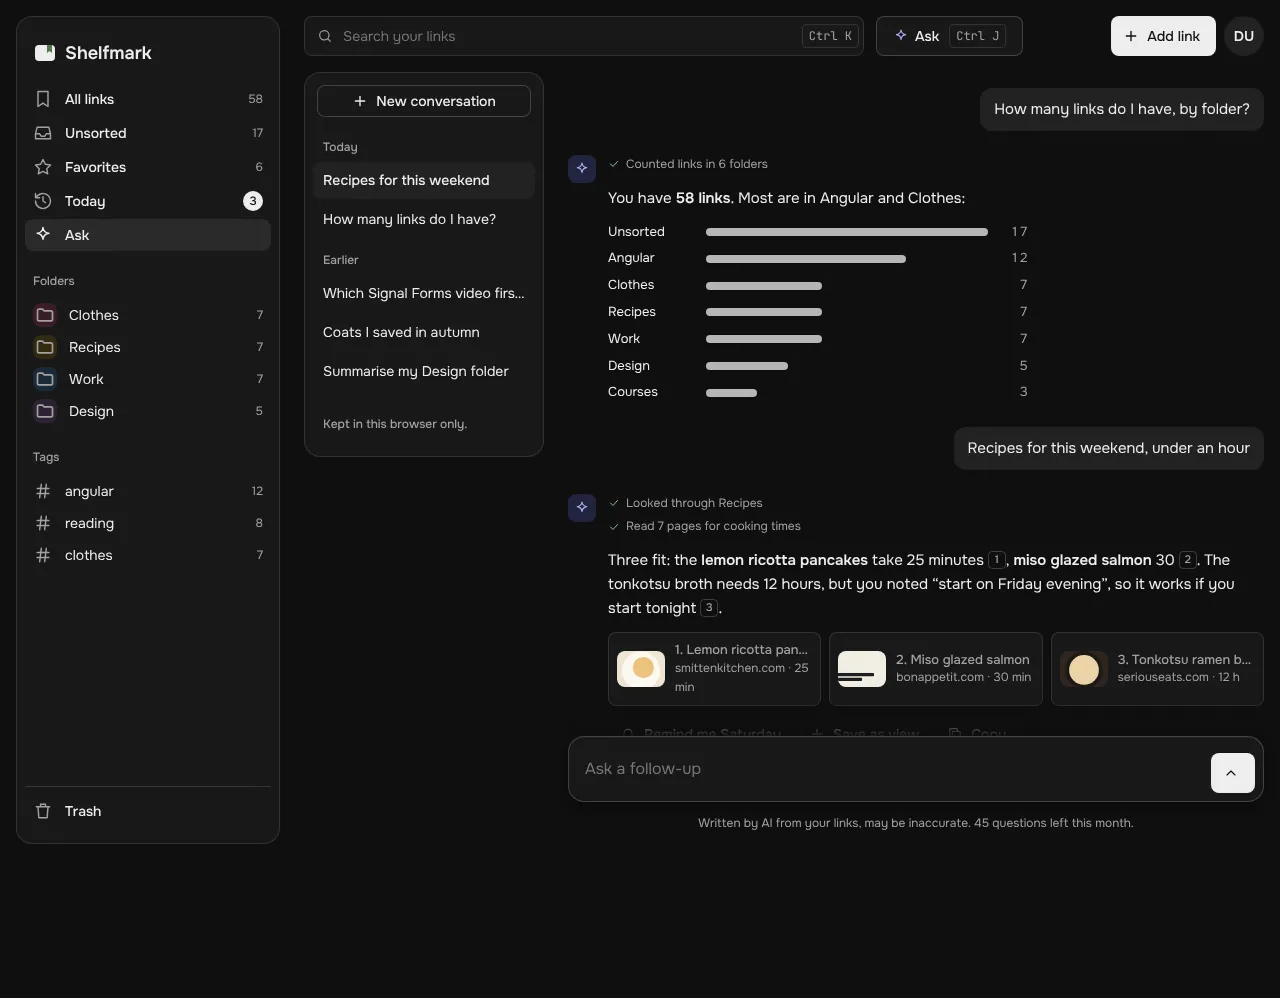 Shelfmark
All links 58
Unsorted 17
Favorites 6
Today 3
Ask
Folders
Clothes 7
Recipes 7
Work 7
Design 5
Tags
# angular 12
# reading 8
# clothes 7
Trash
Search your links Ctrl K
Ask Ctrl J
+ Add link
DU
+ New conversation
Today
Recipes for this weekend
How many links do I have?
Earlier
Which Signal Forms video firs...
Coats I saved in autumn
Summarise my Design folder
Kept in this browser only.
How many links do I have, by folder?
✓ Counted links in 6 folders
You have 58 links. Most are in Angular and Clothes:
Unsorted 17
Angular 12
Clothes 7
Recipes 7
Work 7
Design 5
Courses 3
Recipes for this weekend, under an hour
✓ Looked through Recipes
✓ Read 7 pages for cooking times
Three fit: the lemon ricotta pancakes take 25 minutes 1, miso glazed salmon 30 2. The
tonkotsu broth needs 12 hours, but you noted “start on Friday evening”, so it works if you
start tonight 3.
1. Lemon ricotta pan...
smittenkitchen.com · 25
min
2. Miso glazed salmon
bonappetit.com · 30 min
3. Tonkotsu ramen b...
seriouseats.com · 12 h
Remind me Saturday + Save as view Copy
Ask a follow-up
Written by AI from your links, may be inaccurate. 45 questions left this month.